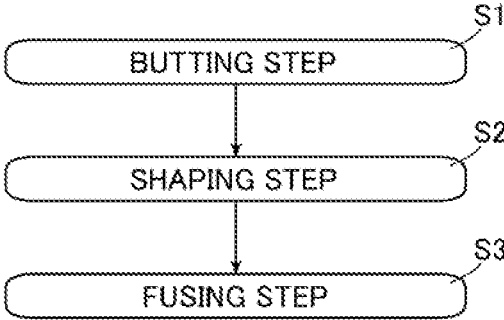 S1
BUTTING STEP
S2
SHAPING STEP
S3
FUSING STEP